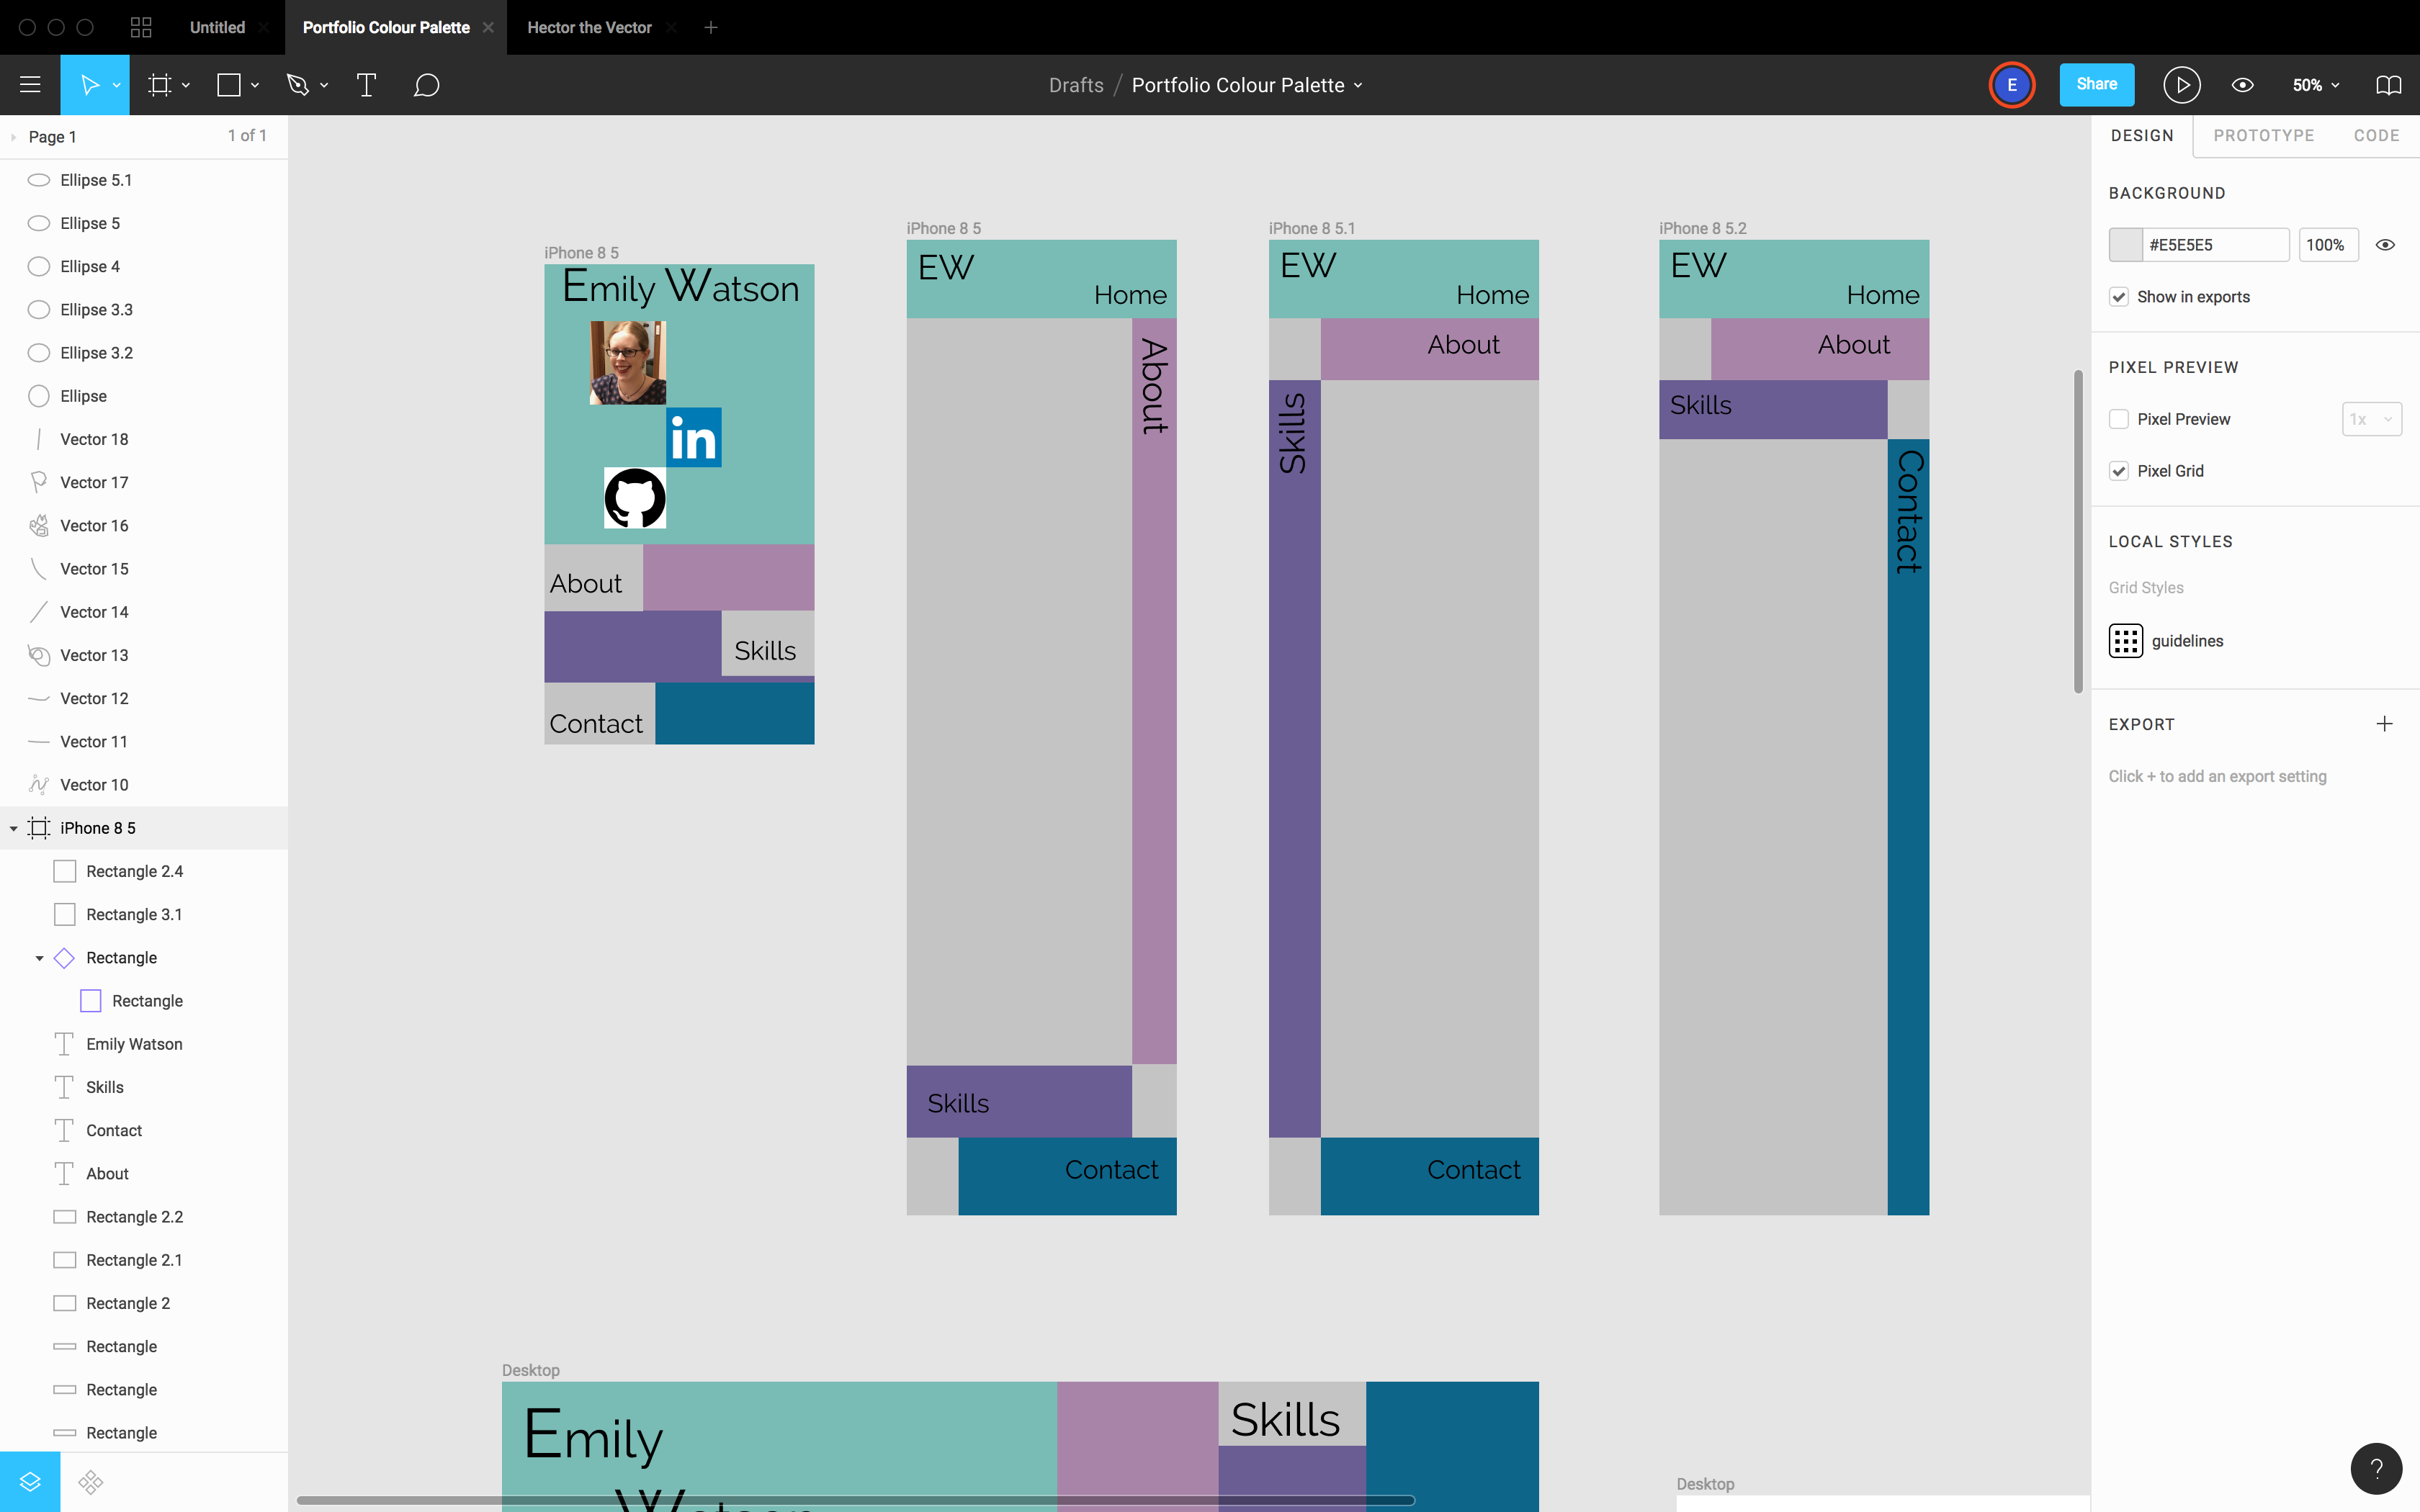 Untitled
Portfolio Colour Palette
Hector the Vector
Drafts / Portfolio Colour Palette
E
Share
50%
Page 1
1 of 1
Ellipse 5.1
Ellipse 5
Ellipse 4
Ellipse 3.3
Ellipse 3.2
Ellipse
Vector 18
Vector 17
Vector 16
Vector 15
Vector 14
Vector 13
Vector 12
Vector 11
Vector 10
iPhone 8 5
Rectangle 2.4
Rectangle 3.1
Rectangle
Rectangle
Emily Watson
Skills
Contact
About
Rectangle 2.2
Rectangle 2.1
Rectangle 2
Rectangle
Rectangle
Rectangle
iPhone 8 5
Emily Watson
in
About
Skills
Contact
iPhone 8 5
EW
Home
About
Skills
Contact
iPhone 8 5.1
EW
Home
About
Skills
Contact
iPhone 8 5.2
EW
Home
About
Skills
Contact
Desktop
Emily
Watson
Skills
Desktop
DESIGN
PROTOTYPE
CODE
BACKGROUND
#E5E5E5
100%
Show in exports
PIXEL PREVIEW
Pixel Preview
1x
Pixel Grid
LOCAL STYLES
Grid Styles
guidelines
EXPORT
Click + to add an export setting
?